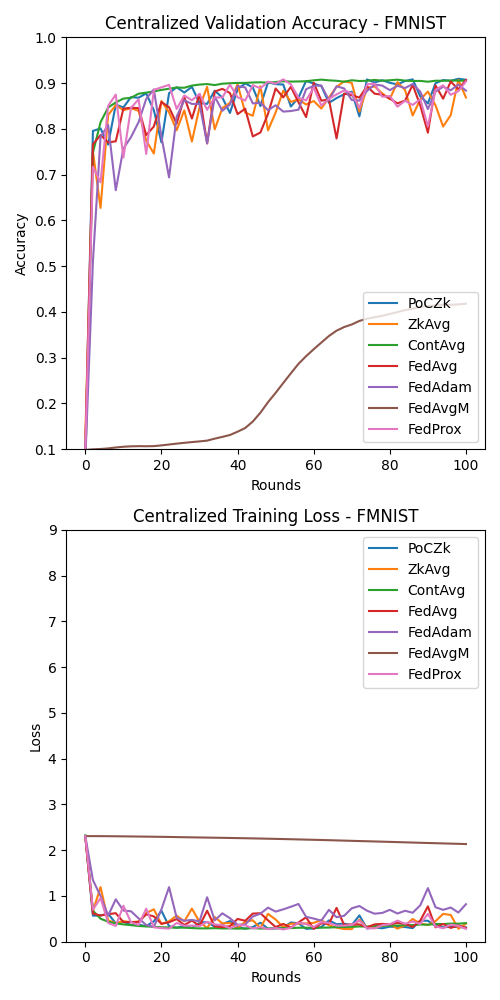 Centralized Validation Accuracy - FMNIST
1.0
0.9
0.8
0.7
0.6
0.5
0.4
0.3
0.2
0.1
Accuracy
PoCZk
ZkAvg
ContAvg
FedAvg
FedAdam
FedAvgM
FedProx
0 20 40 60 80 100
Rounds
Centralized Training Loss - FMNIST
9
8
7
6
5
4
3
2
1
0
Loss
PoCZk
ZkAvg
ContAvg
FedAvg
FedAdam
FedAvgM
FedProx
0 20 40 60 80 100
Rounds